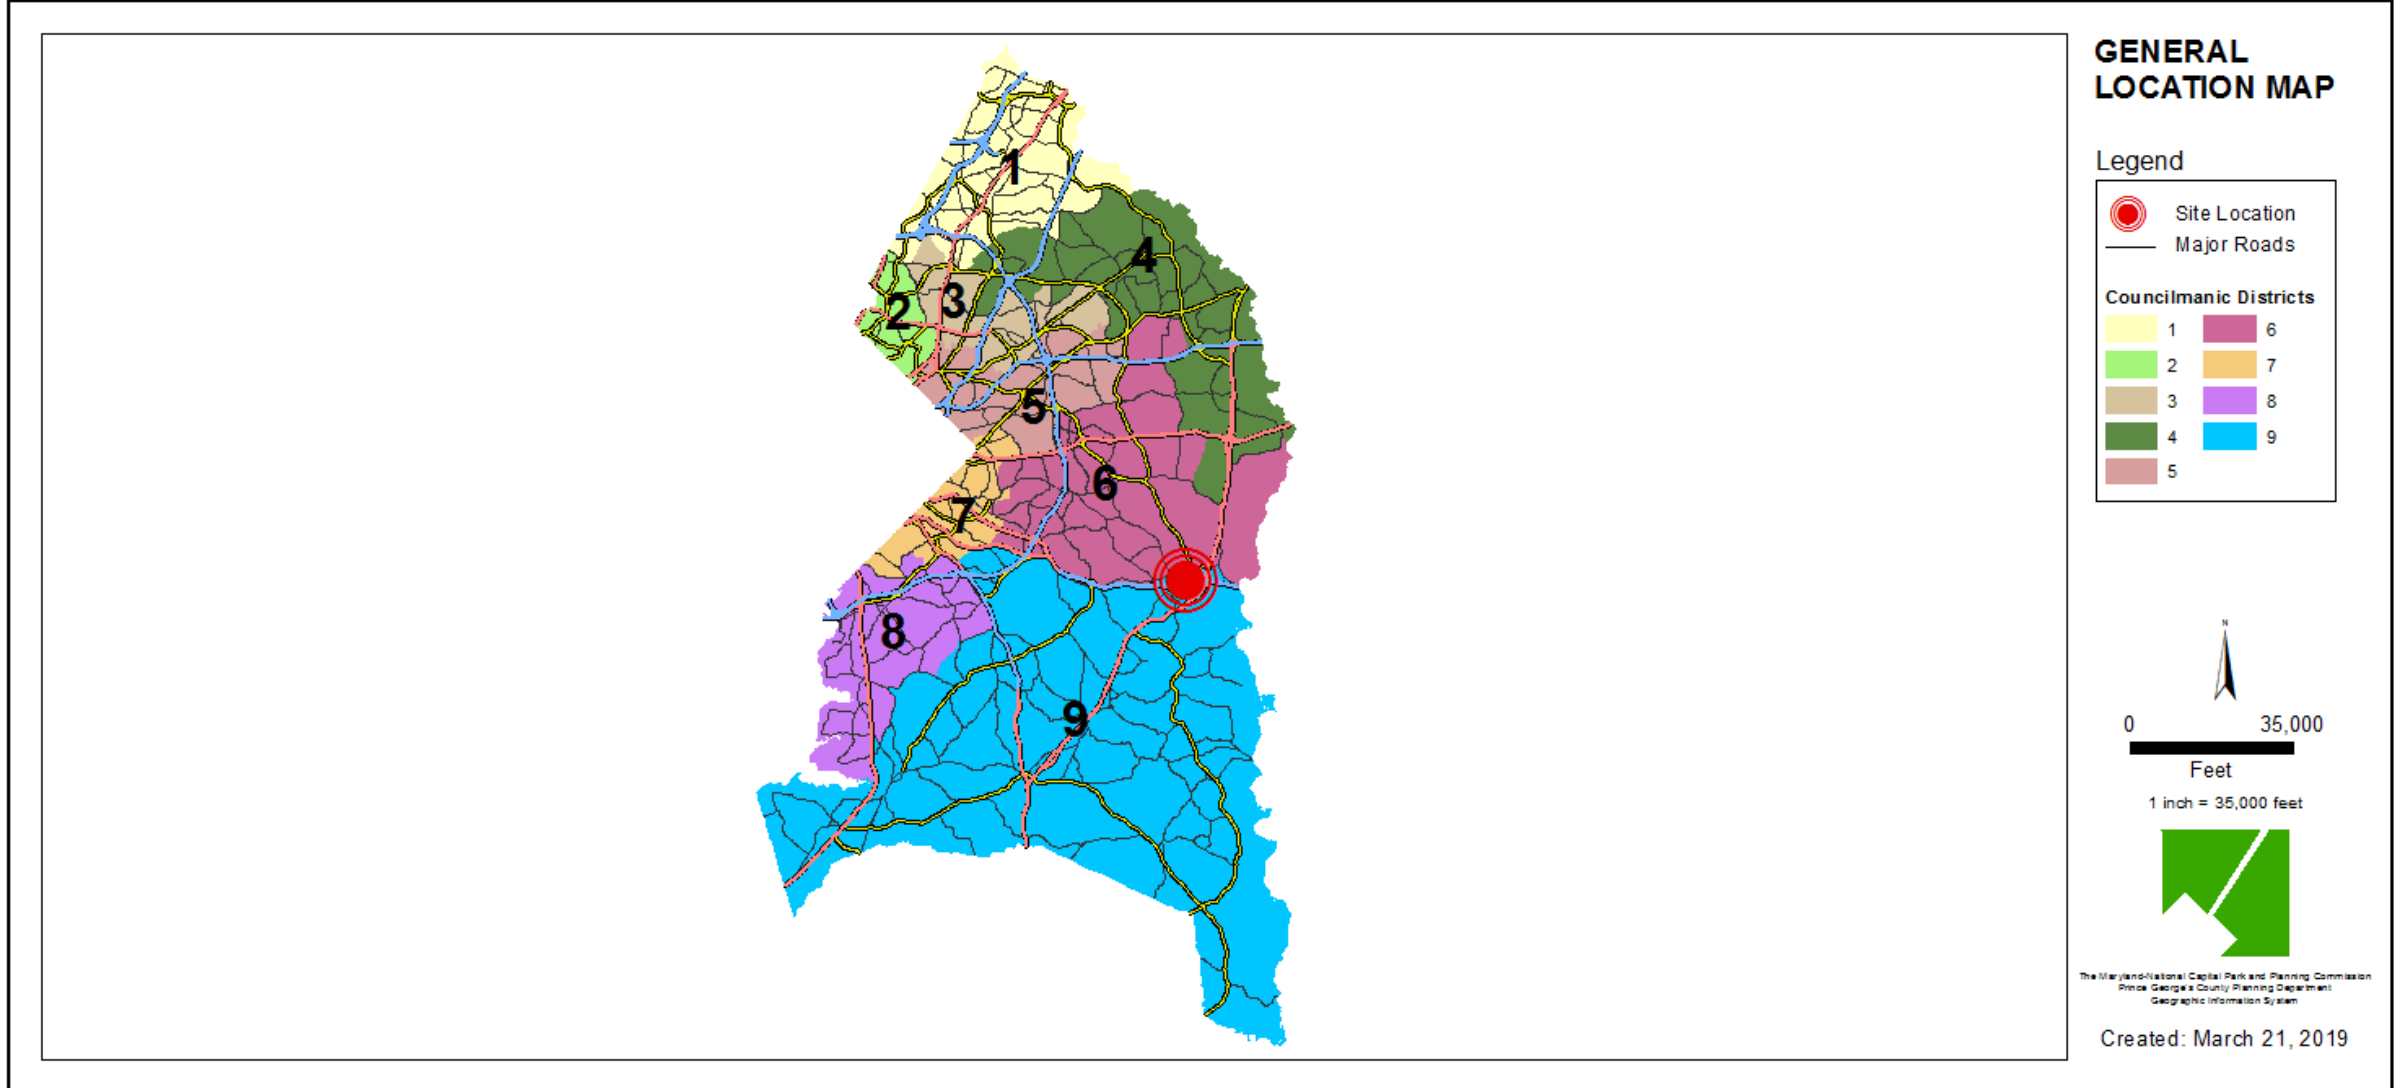 GENERAL
LOCATION MAP
Legend
Site Location
Major Roads
Councilmanic Districts
1 6
2 7
3 8
4 9
5
N
0 35,000
Feet
1 inch = 35,000 feet
The Maryland-National Capital Park and Planning Commission
Prince George's County Planning Department
Geographic Information System
Created: March 21, 2019
1
4
3
2
5
6
7
8
9